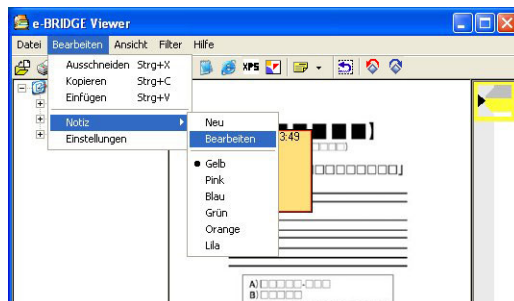 e-BRIDGE Viewer
Datei Bearbeiten Ansicht Filter Hilfe
XPS
Ausschneiden Strg+X
Kopieren Strg+C
Einfügen Strg+V
Notiz
Einstellungen
Neu
Bearbeiten
Gelb
Pink
Blau
Grün
Orange
Lila
3:49
A)□□□□□-□□□
B)□□□□□